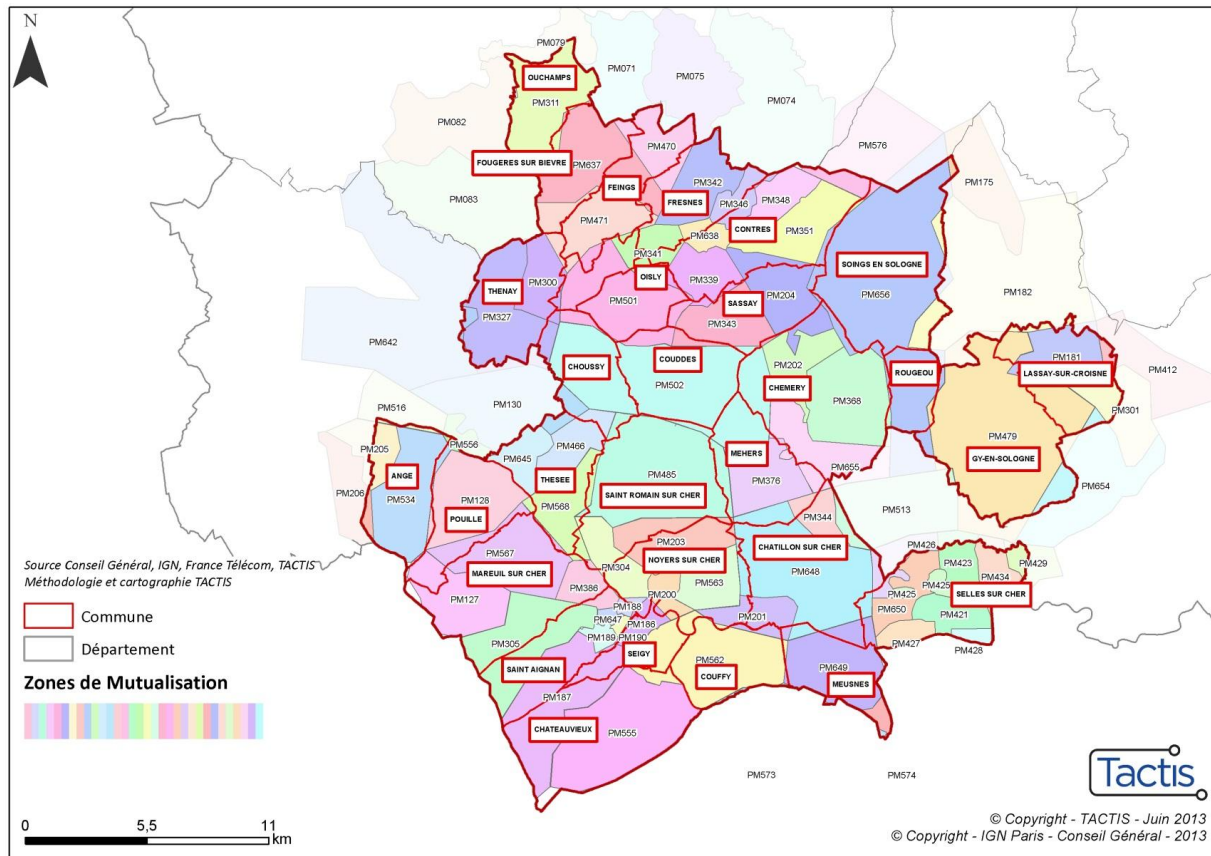 N
PM079
OUCHAMPS
PM071
PM075
PM074
PM311
PM082
PM470
PM576
FOUGERES SUR BIEVRE
PM637
PM175
PM083
FEINGS
PM342
FRESNES
PM346
PM348
PM471
PM638
CONTRES
PM351
PM341
OISLY
PM339
SOINGS EN SOLOGNE
THENAY
PM300
PM182
PM327
PM501
SASSAY
PM204
PM656
PM343
PM642
CHOUSSY
COUDDES
PM202
PM181
PM502
CHEMERY
ROUGEOU
LASSAY-SUR-CROISNE
PM412
PM368
PM516
PM130
PM301
PM205
PM556
PM466
PM479
PM645
MEHERS
GY-EN-SOLOGNE
ANGE
THESEE
PM485
PM655
PM206
PM534
PM128
SAINT ROMAIN SUR CHER
PM376
PM654
PM568
PM344
PM513
POUILLE
PM203
CHATILLON SUR CHER
PM426
PM567
NOYERS SUR CHER
PM423
PM429
MAREUIL SUR CHER
PM304
PM648
PM434
PM563
PM425
PM425
SELLES SUR CHER
PM386
PM200
PM127
PM188
PM650
PM421
PM647
PM186
PM201
PM305
PM189
PM190
PM427
PM428
SEIGY
PM562
SAINT AIGNAN
PM649
COUFFY
MEUSNES
PM187
CHATEAUVIEUX
PM555
PM573
PM574
Source Conseil Général, IGN, France Télécom, TACTIS
Méthodologie et cartographie TACTIS
Commune
Département
Zones de Mutualisation
0 5,5 11
km
Tactis
© Copyright - TACTIS - Juin 2013
© Copyright - IGN Paris - Conseil Général - 2013